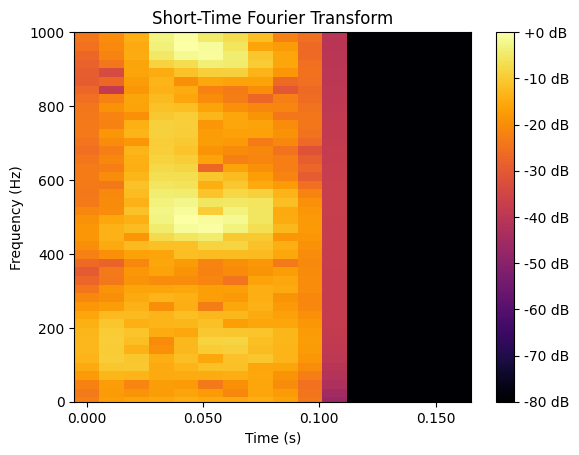 Short-Time Fourier Transform
Frequency (Hz)
1000
800
600
400
200
0
0.000
0.050
0.100
0.150
Time (s)
+0 dB
-10 dB
-20 dB
-30 dB
-40 dB
-50 dB
-60 dB
-70 dB
-80 dB